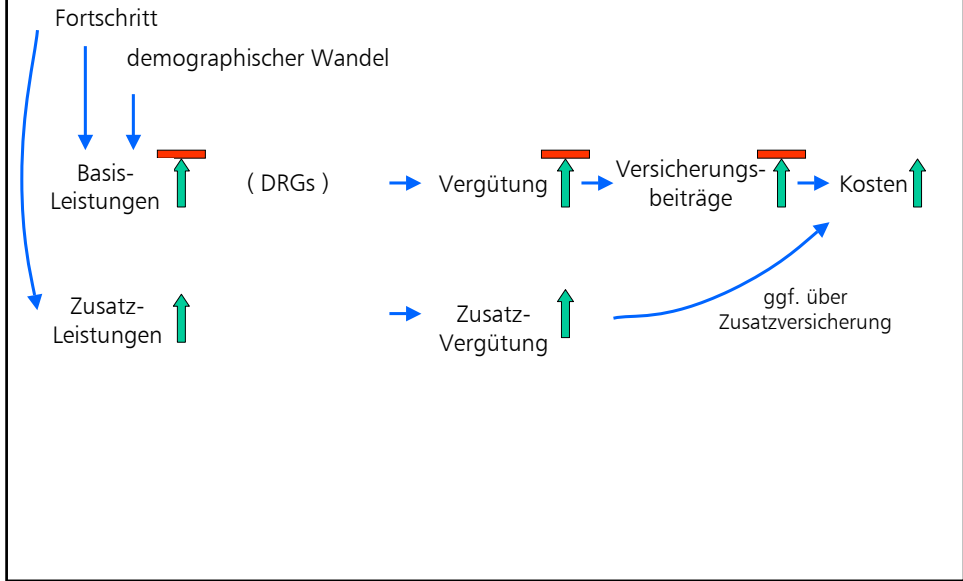 Fortschritt
demographischer Wandel
Basis-
Leistungen
( DRGs )
Vergütung
Versicherungs-
beiträge
Kosten
Zusatz-
Leistungen
Zusatz-
Vergütung
ggf. über
Zusatzversicherung